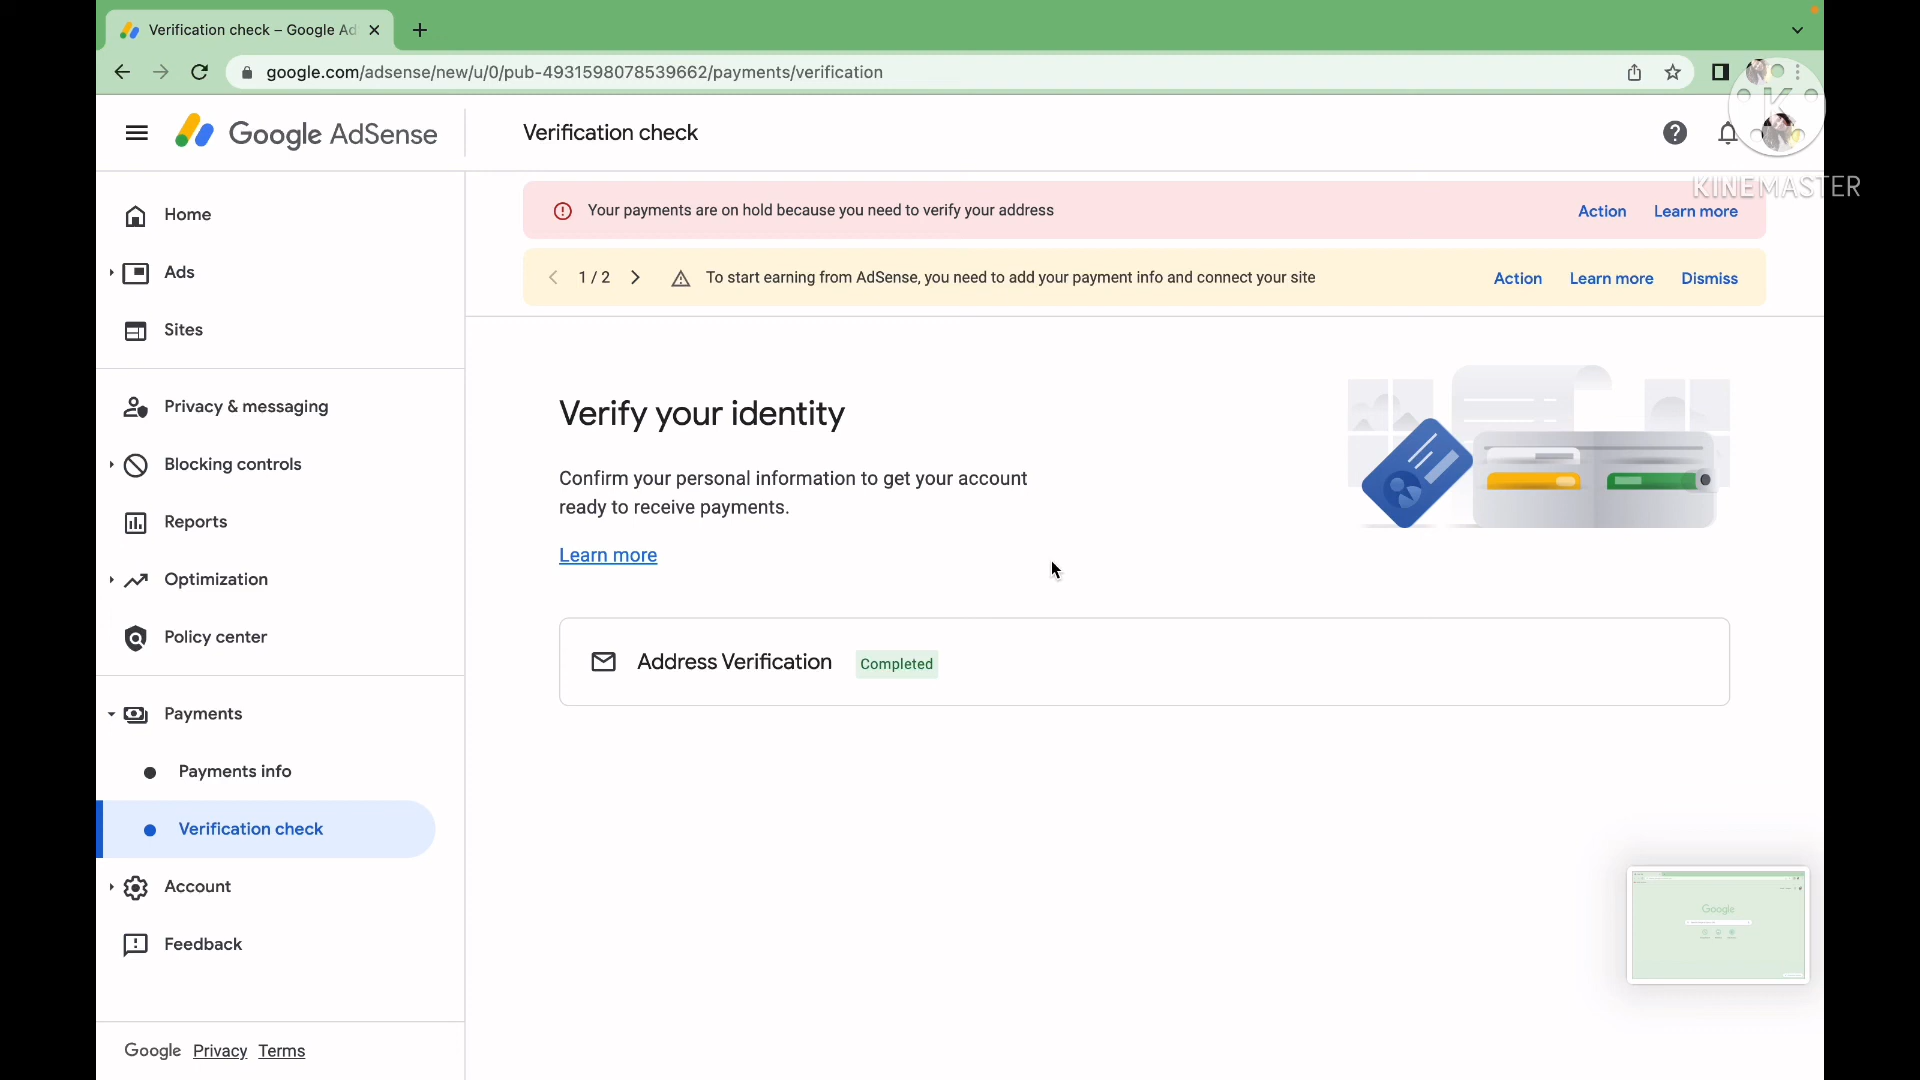 Verification check – Google Ad
google.com/adsense/new/u/0/pub-4931598078539662/payments/verification
Google AdSense
Verification check
KINEMASTER
Your payments are on hold because you need to verify your address
Action
Learn more
1 / 2
To start earning from AdSense, you need to add your payment info and connect your site
Action
Learn more
Dismiss
Home
Ads
Sites
Privacy & messaging
Blocking controls
Reports
Optimization
Policy center
Payments
Payments info
Verification check
Account
Feedback
Google Privacy Terms
Verify your identity
Confirm your personal information to get your account
ready to receive payments.
Learn more
Address Verification Completed
Google